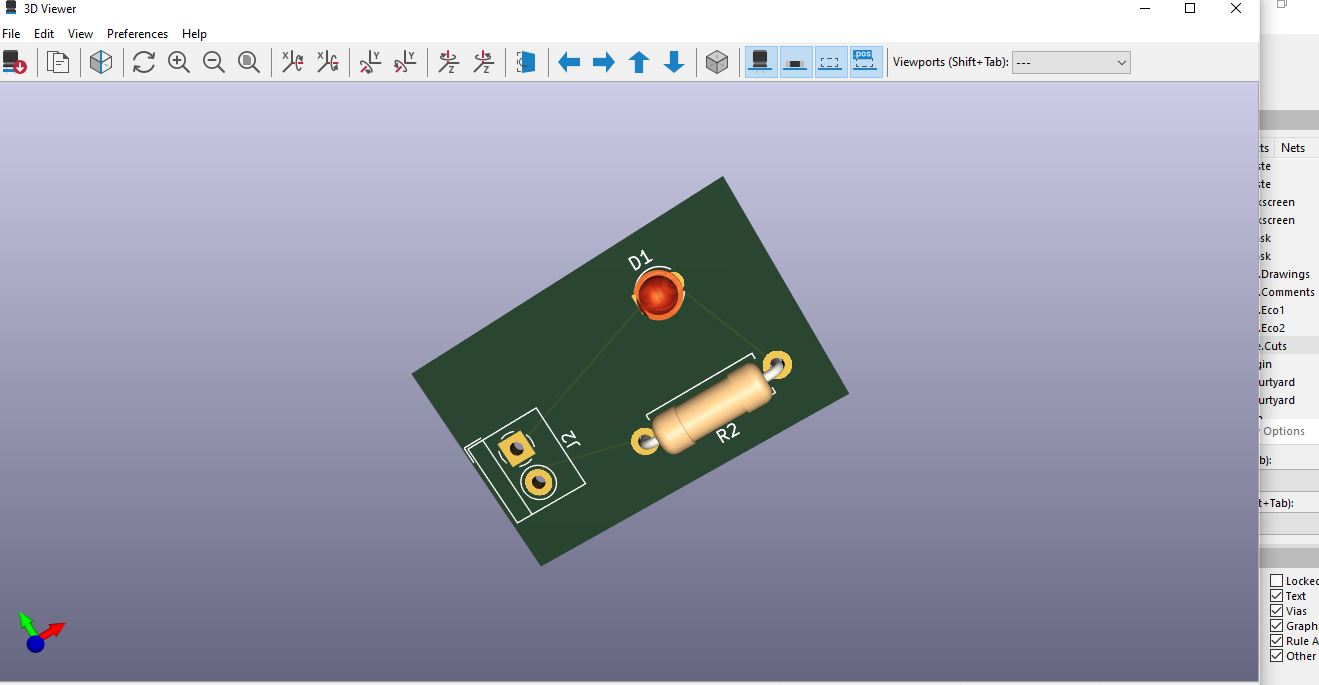 3D Viewer
File Edit View Preferences Help
pos
Viewports (Shift+Tab): ---
X X Y Y Z Z
ts Nets
ste
ste
kscreen
kscreen
sk
sk
.Drawings
.Comments
.Eco1
.Eco2
.Cuts
gin
urtyard
urtyard
Options
b):
t+Tab):
Locked
Text
Vias
Graph
Rule A
Other
D1
J2
R2